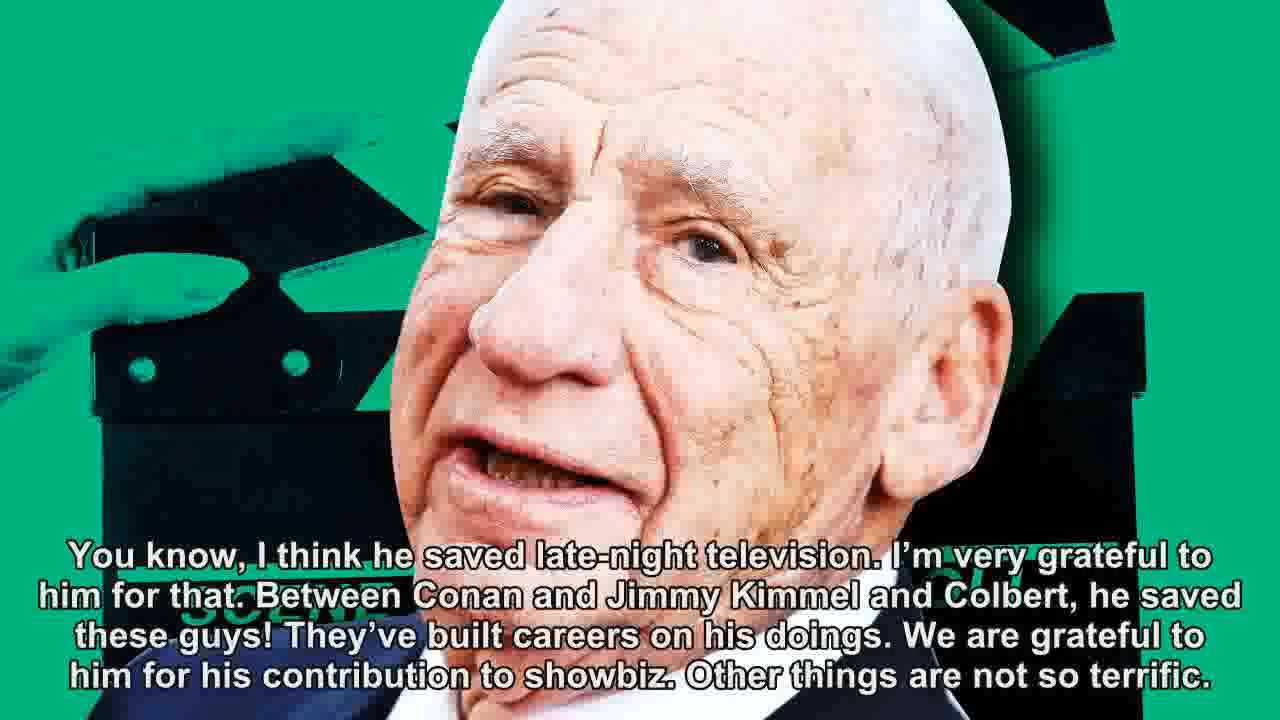 You know, I think he saved late-night television. I’m very grateful to
him for that. Between Conan and Jimmy Kimmel and Colbert, he saved
these guys! They’ve built careers on his doings. We are grateful to
him for his contribution to showbiz. Other things are not so terrific.
SCENE